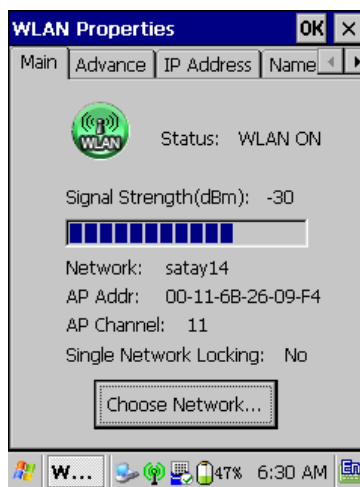 WLAN Properties OK ×
Main Advance IP Address Name
WLAN Status: WLAN ON
Signal Strength(dBm): -30
Network: satay14
AP Addr: 00-11-6B-26-09-F4
AP Channel: 11
Single Network Locking: No
Choose Network...
W... 47% 6:30 AM En